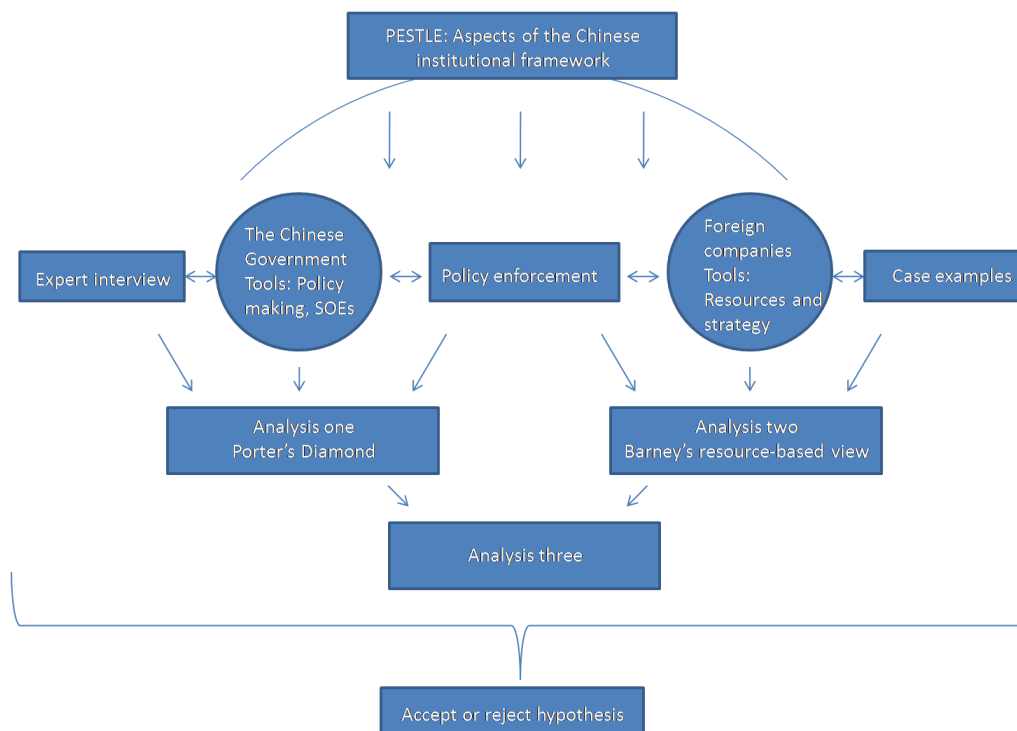 PESTLE: Aspects of the Chinese
institutional framework
Expert interview
The Chinese
Government
Tools: Policy
making, SOEs
Policy enforcement
Foreign
companies
Tools:
Resources and
strategy
Case examples
Analysis one
Porter’s Diamond
Analysis two
Barney’s resource-based view
Analysis three
Accept or reject hypothesis